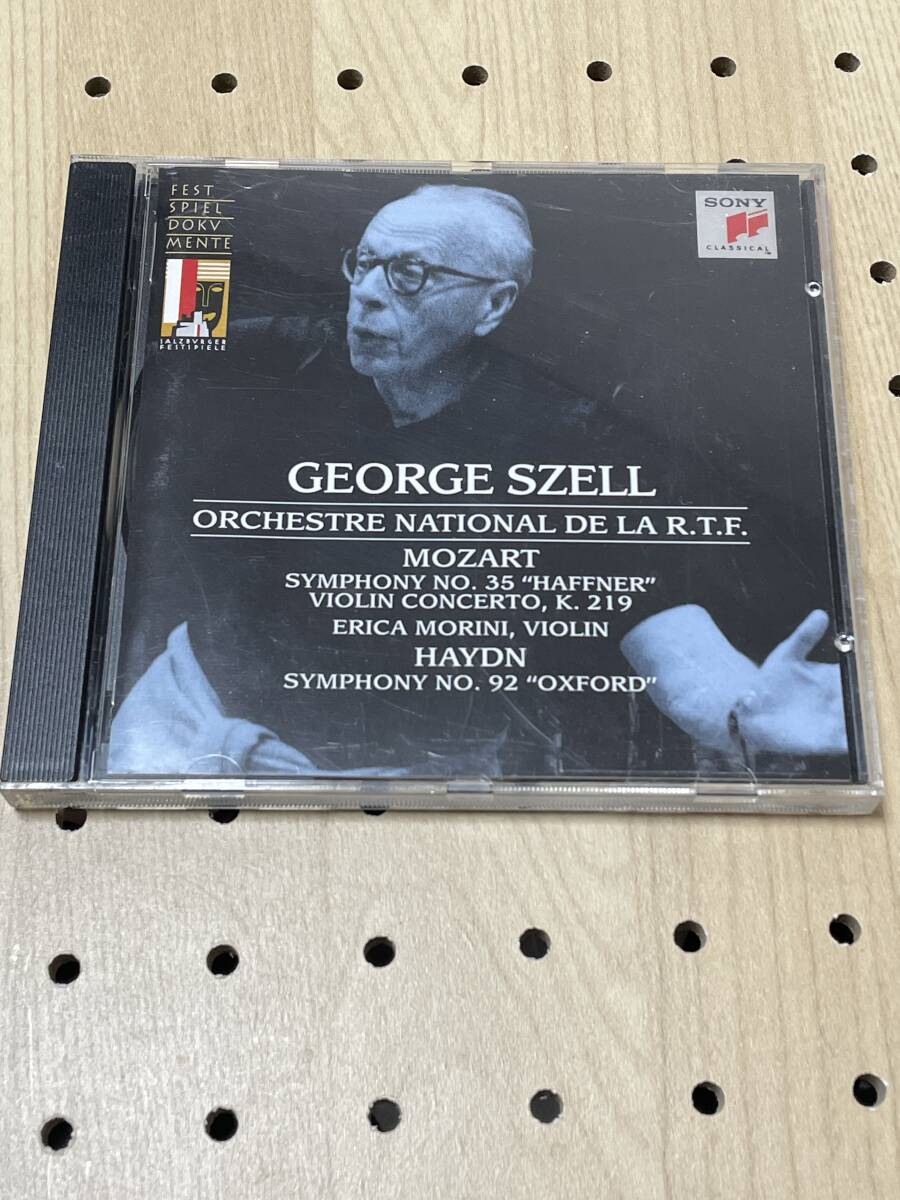 FEST
SPIEL
DOKV
MENTE
SALZBVRGER
FESTSPIELE
SONY
CLASSICAL
GEORGE SZELL
ORCHESTRE NATIONAL DE LA R.T.F.
MOZART
SYMPHONY NO. 35 “HAFFNER”
VIOLIN CONCERTO, K. 219
ERICA MORINI, VIOLIN
HAYDN
SYMPHONY NO. 92 “OXFORD”